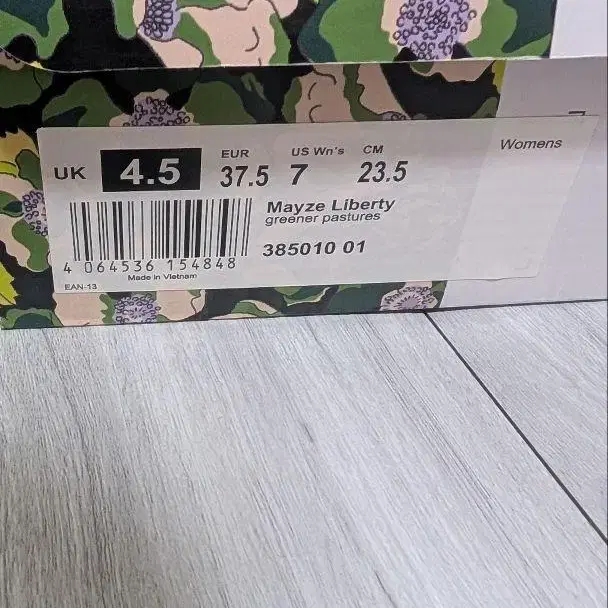 UK 4.5 EUR 37.5 US Wn's 7 CM 23.5
Womens
Mayze Liberty
greener pastures
385010 01
4 064536 154848
Made in Vietnam
EAN-13